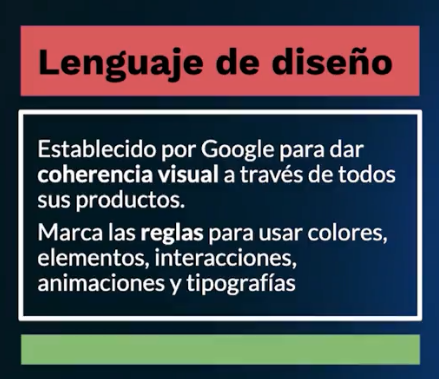 Lenguaje de diseño
Establecido por Google para dar
coherencia visual a través de todos
sus productos.
Marca las reglas para usar colores,
elementos, interacciones,
animaciones y tipografías